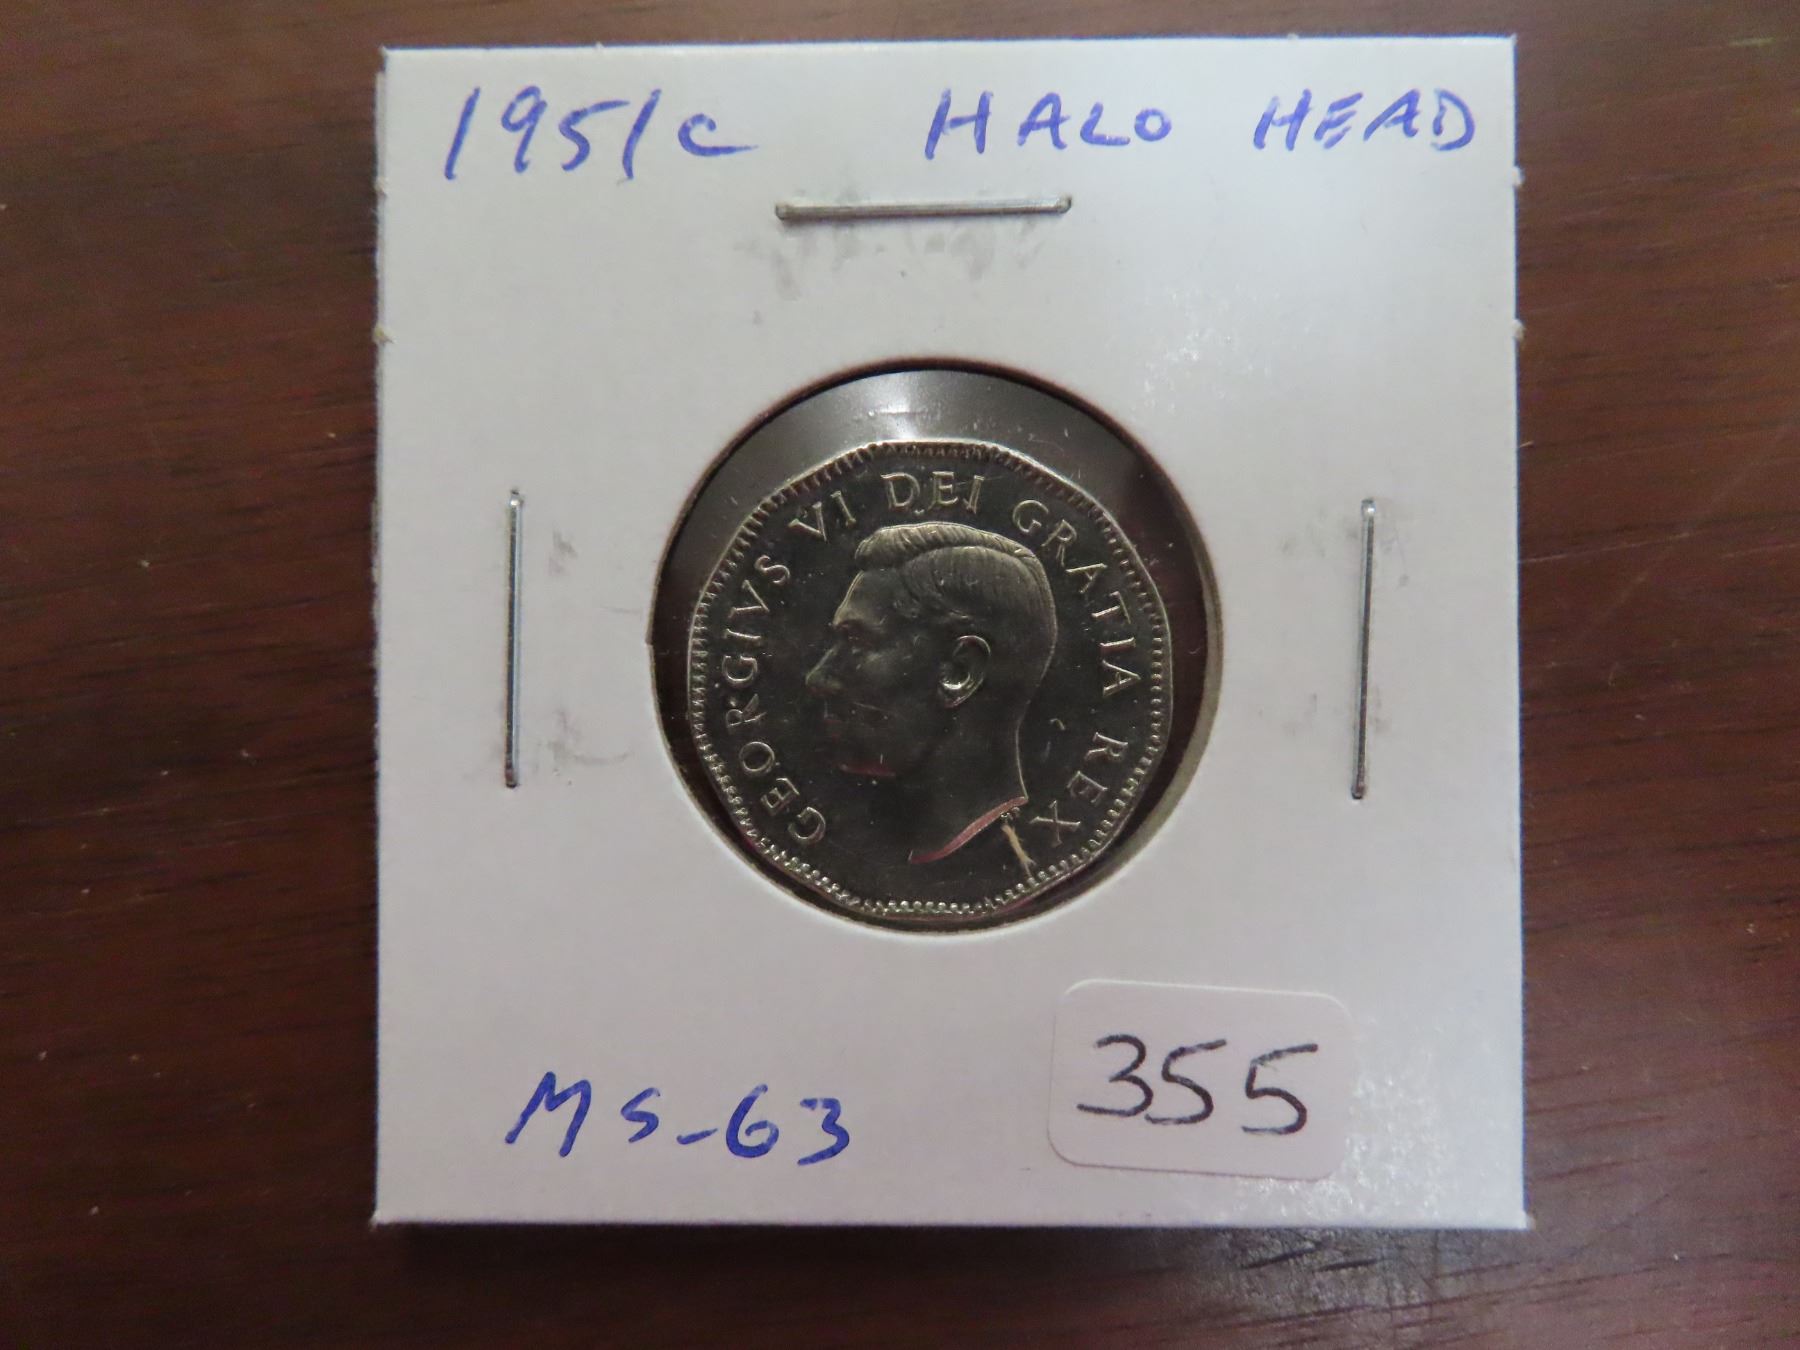 1951c HALO HEAD
GEORGIVS VI DEI GRATIA REX
MS-63
355